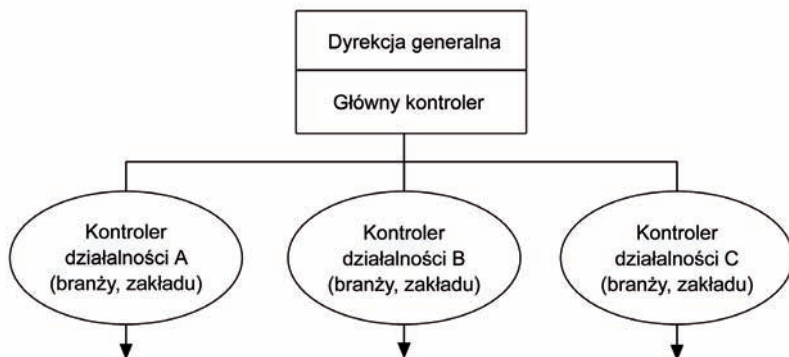 Dyrekcja generalna
Główny kontroler
Kontroler
działalności A
(branży, zakładu)
Kontroler
działalności B
(branży, zakładu)
Kontroler
działalności C
(branży, zakładu)